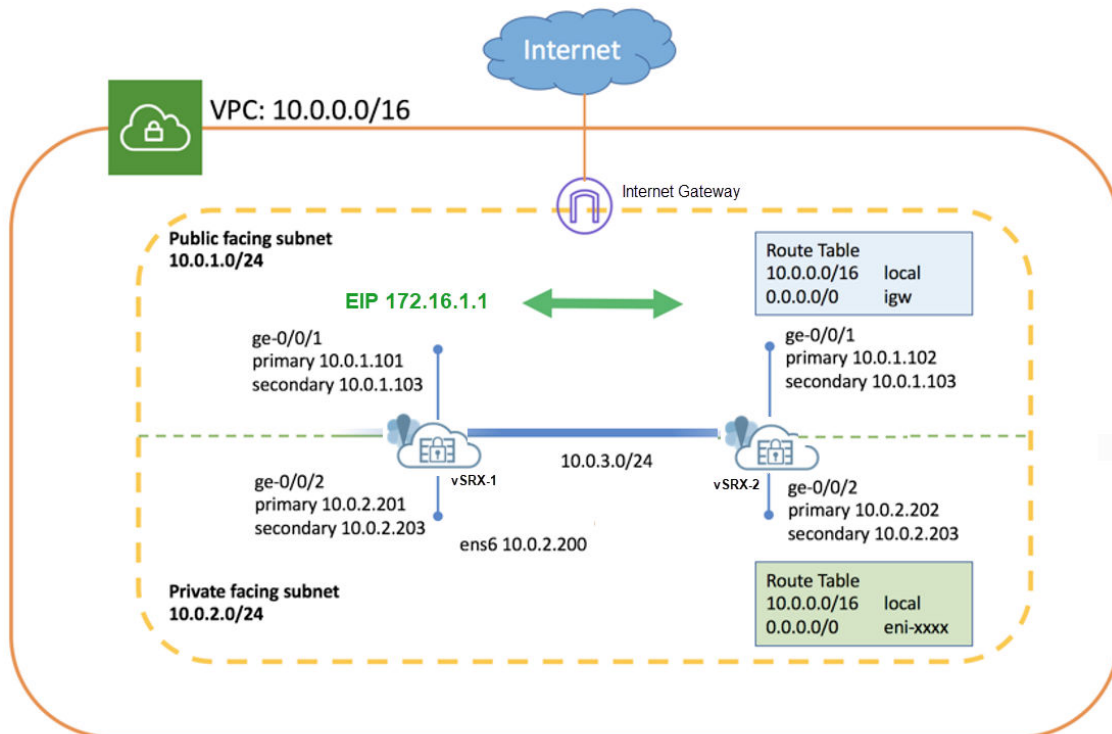 Internet
VPC: 10.0.0.0/16
Internet Gateway
Public facing subnet
10.0.1.0/24
Route Table
10.0.0.0/16 local
0.0.0.0/0 igw
EIP 172.16.1.1
ge-0/0/1
primary 10.0.1.101
secondary 10.0.1.103
ge-0/0/1
primary 10.0.1.102
secondary 10.0.1.103
10.0.3.0/24
vSRX-1
vSRX-2
ge-0/0/2
primary 10.0.2.201
secondary 10.0.2.203
ge-0/0/2
primary 10.0.2.202
secondary 10.0.2.203
ens6 10.0.2.200
Private facing subnet
10.0.2.0/24
Route Table
10.0.0.0/16 local
0.0.0.0/0 eni-xxxx